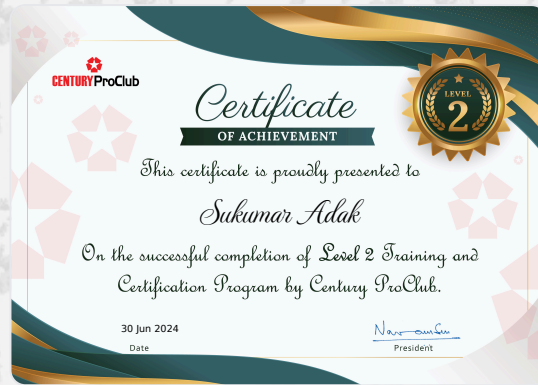 CENTURY ProClub
LEVEL
2
Certificate
OF ACHIEVEMENT
This certificate is proudly presented to
Sukumar Adak
On the successful completion of Level 2 Training and
Certification Program by Century ProClub.
30 Jun 2024
Date
President